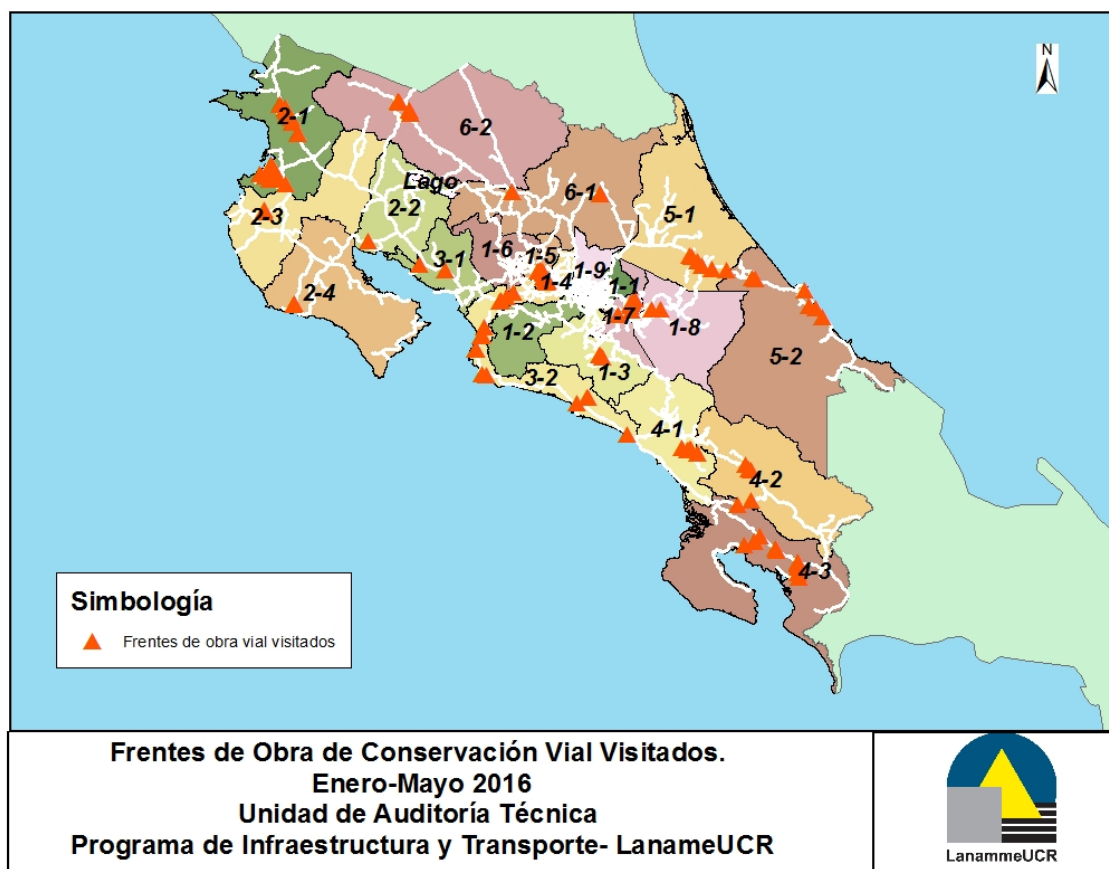 N
2-1
6-2
Lago
6-1
2-2
5-1
2-3
1-6
1-5
3-1
1-9
1-4
1-1
2-4
1-7
1-2
1-8
5-2
1-3
3-2
4-1
4-2
4-3
Simbología
Frentes de obra vial visitados
Frentes de Obra de Conservación Vial Visitados.
Enero-Mayo 2016
Unidad de Auditoría Técnica
Programa de Infraestructura y Transporte- LanameUCR
LanammeUCR